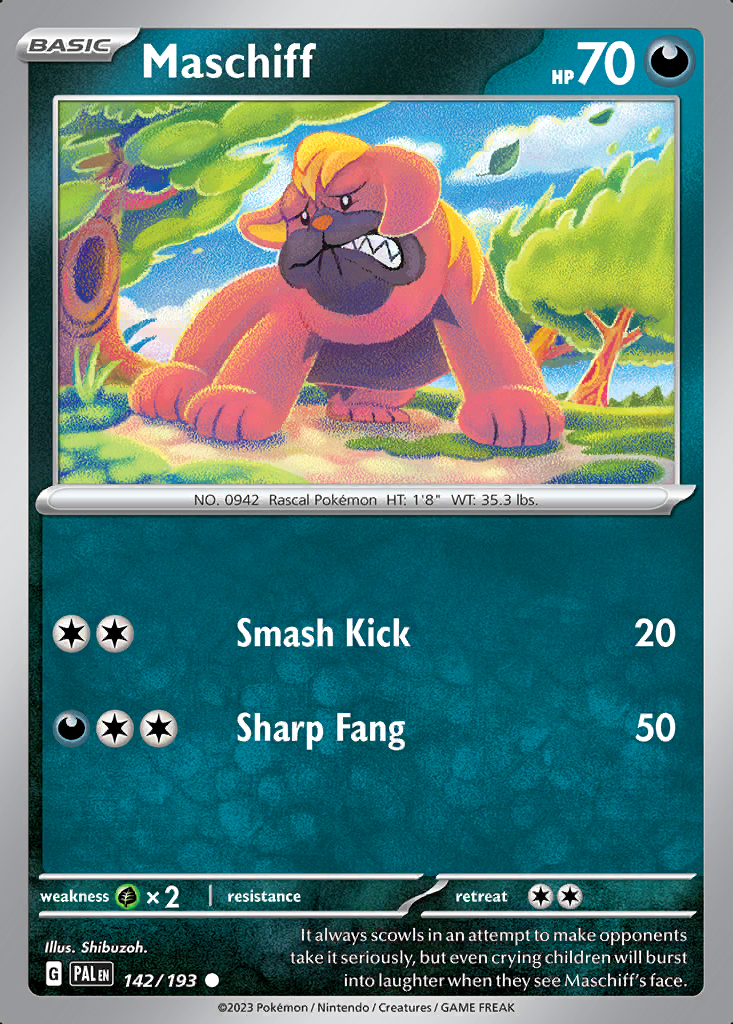 BASIC
Maschiff
HP 70
NO. 0942 Rascal Pokémon HT: 1'8" WT: 35.3 lbs.
Smash Kick 20
Sharp Fang 50
weakness ×2 resistance retreat
Illus. Shibuzoh.
It always scowls in an attempt to make opponents
take it seriously, but even crying children will burst
into laughter when they see Maschiff's face.
G PAL EN 142/193
©2023 Pokémon / Nintendo / Creatures / GAME FREAK